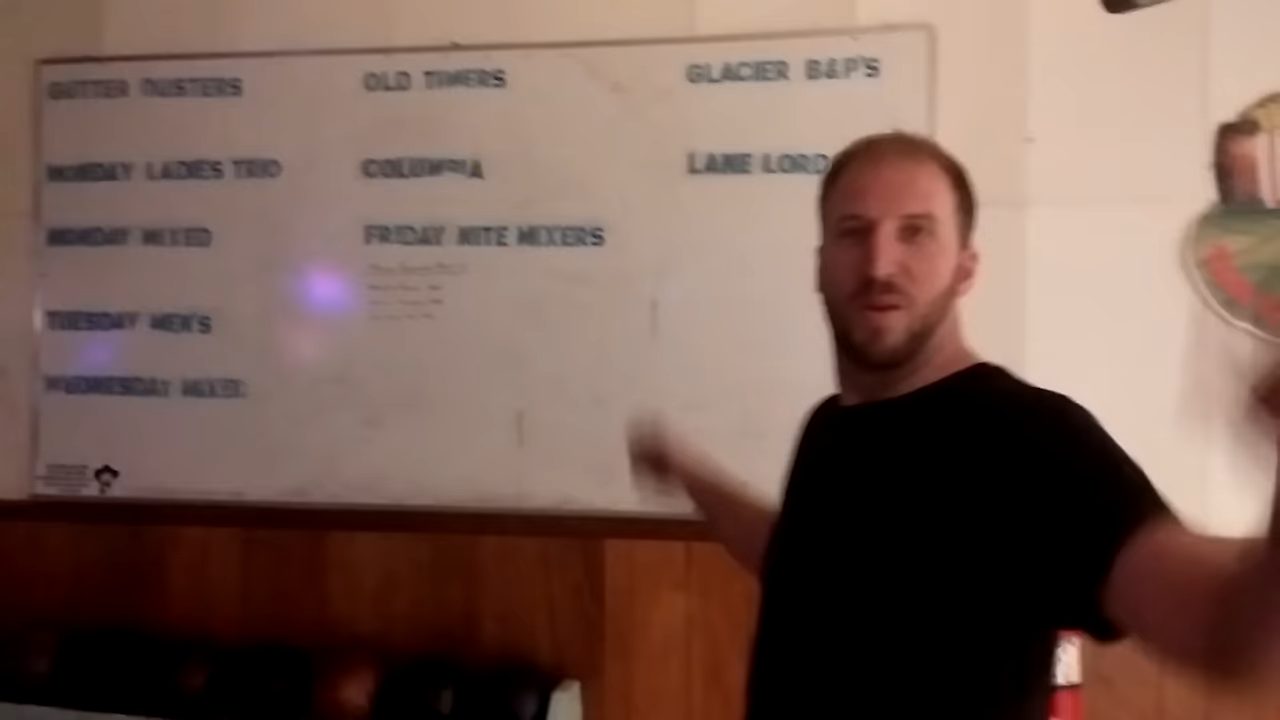 GUTTER DUSTERS
MONDAY LADIES TRIO
MONDAY MIXED
TUESDAY MEN'S
WEDNESDAY MIXED
OLD TIMERS
COLUMBIA
FRIDAY NITE MIXERS
GLACIER B&P'S
LANE LORD